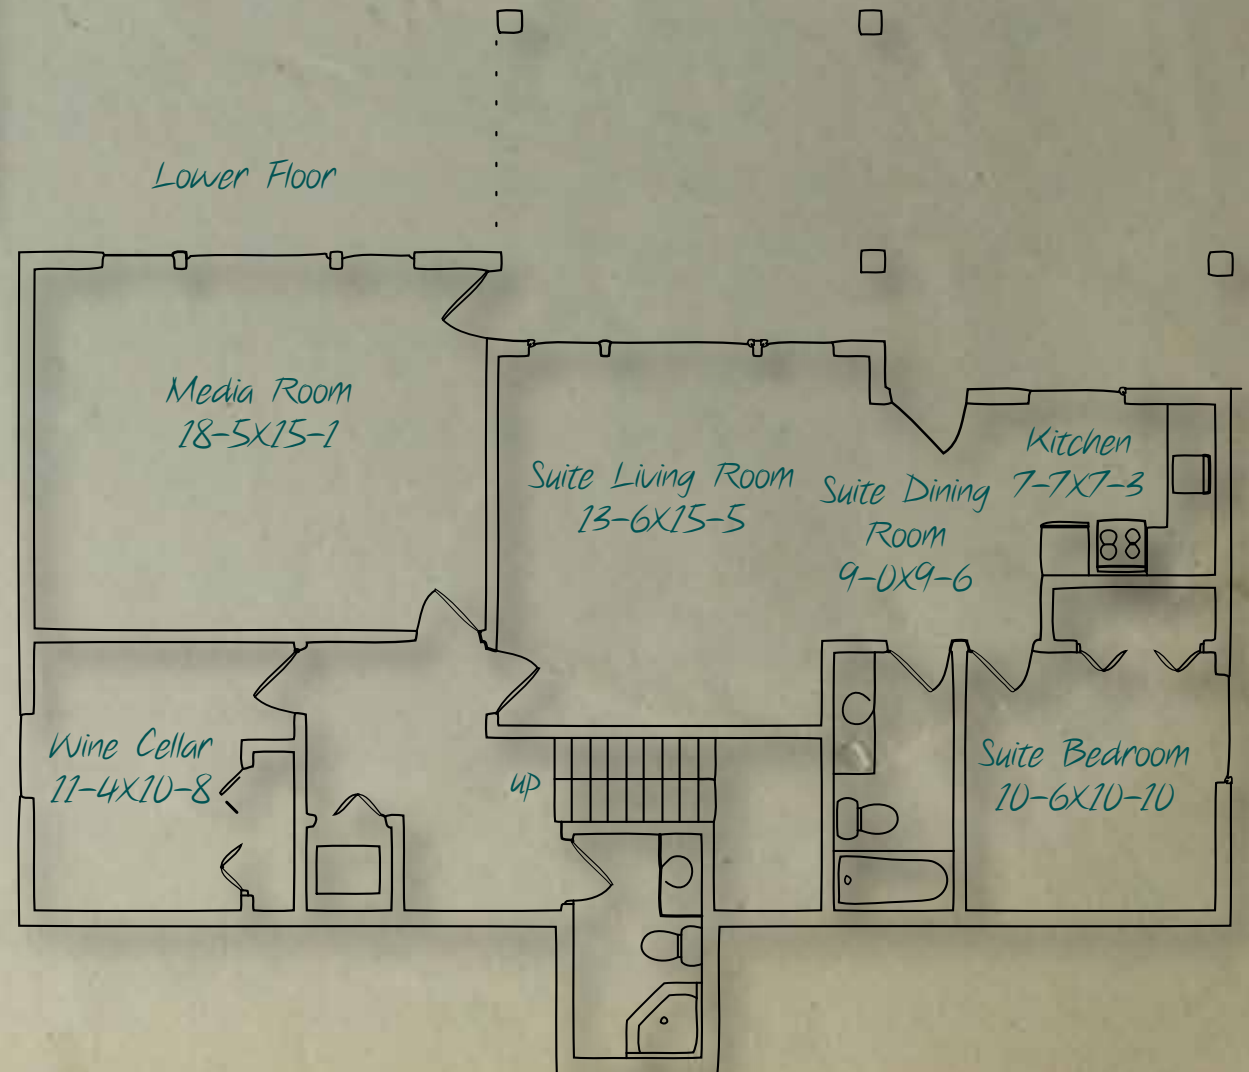 Lower Floor
Media Room
18-5X15-1
Suite Living Room
13-6X15-5
Suite Dining
Room
9-0X9-6
Kitchen
7-7X7-3
Wine Cellar
11-4X10-8
up
Suite Bedroom
10-6X10-10